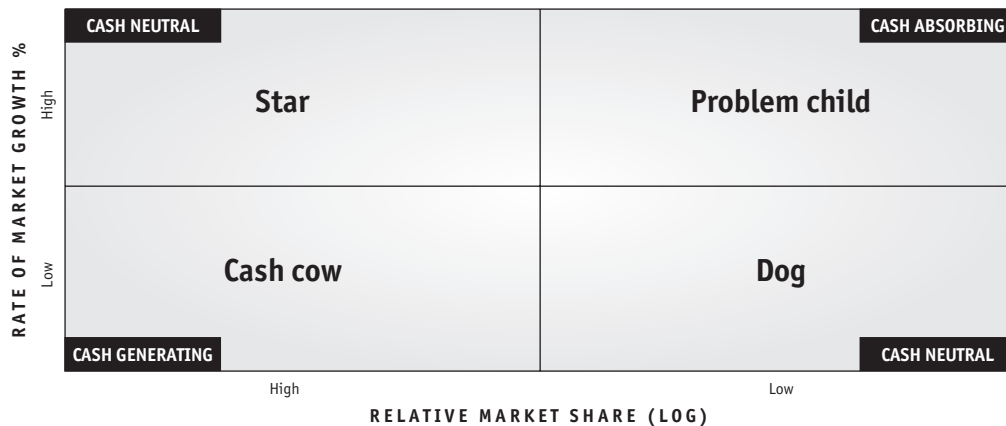 CASH NEUTRAL
CASH ABSORBING
RATE OF MARKET GROWTH %
High
Star
Problem child
Low
Cash cow
Dog
CASH GENERATING
CASH NEUTRAL
High
Low
RELATIVE MARKET SHARE (LOG)